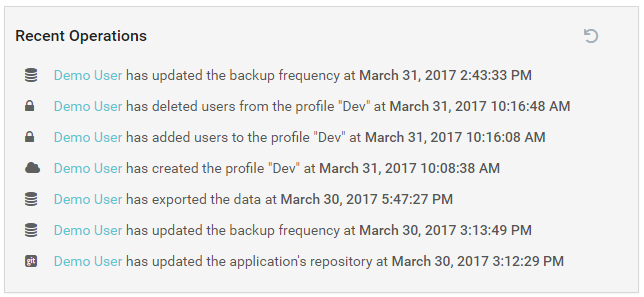 Recent Operations
Demo User has updated the backup frequency at March 31, 2017 2:43:33 PM
Demo User has deleted users from the profile "Dev" at March 31, 2017 10:16:48 AM
Demo User has added users to the profile "Dev" at March 31, 2017 10:16:08 AM
Demo User has created the profile "Dev" at March 31, 2017 10:08:38 AM
Demo User has exported the data at March 30, 2017 5:47:27 PM
Demo User has updated the backup frequency at March 30, 2017 3:13:49 PM
git Demo User has updated the application's repository at March 30, 2017 3:12:29 PM